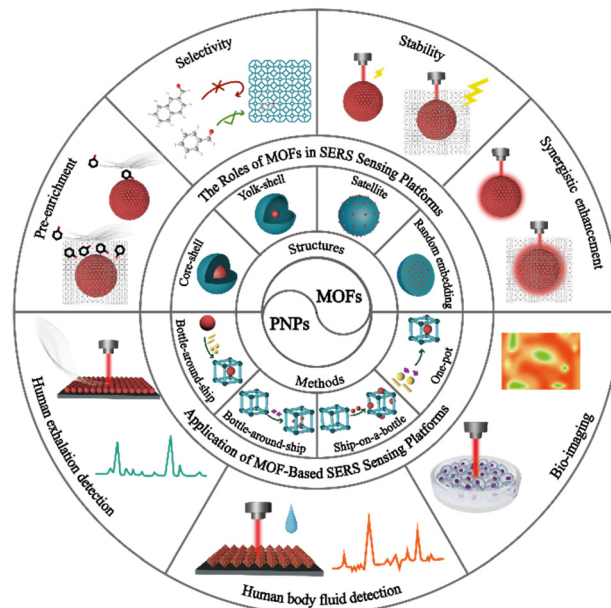 Selectivity
Stability
Pre-enrichment
Synergistic enhancement
The Roles of MOFs in SERS Sensing Platforms
Yolk-shell
Satellite
Core-shell
Random embedding
Structures
MOFs
PNPs
Methods
Bottle-around-ship
One-pot
Bottle-around-ship
Ship-on-a-bottle
Application of MOF-Based SERS Sensing Platforms
Human exhalation detection
Bio-imaging
Human body fluid detection